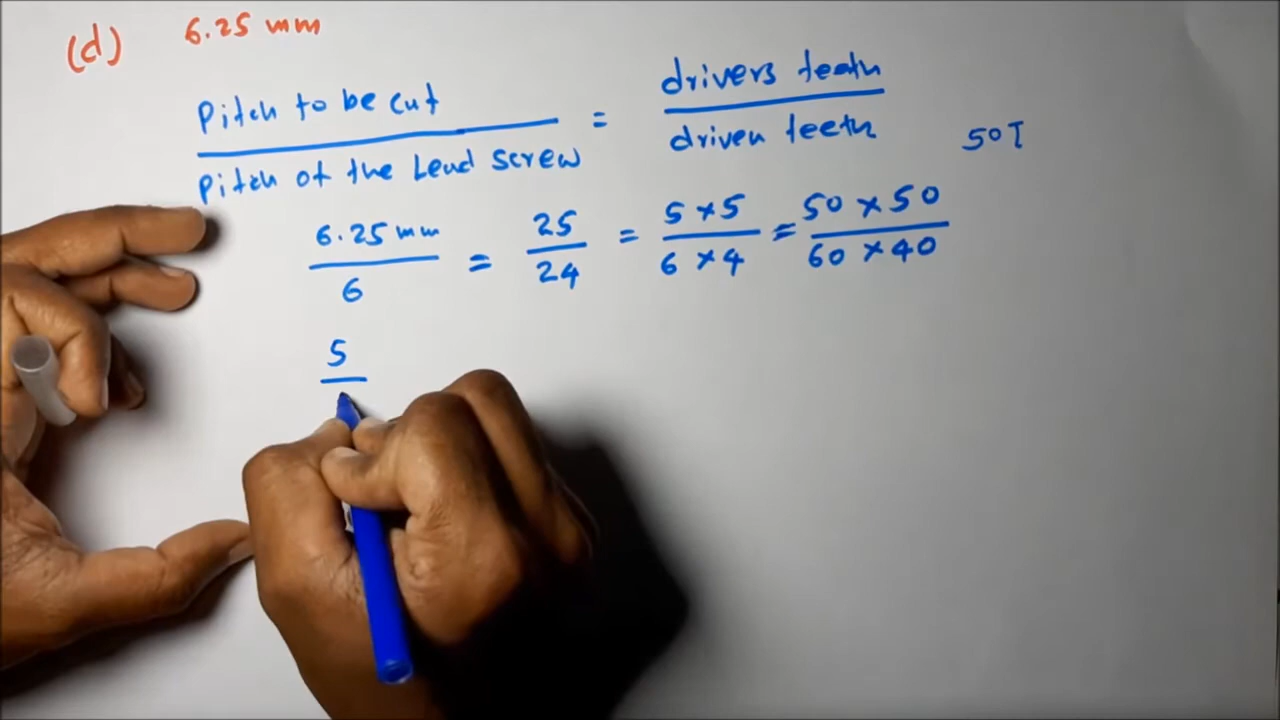 (d) 6.25 mm
Pitch to be cut / Pitch of the Lead screw = drivers teeth / driven teeth
50T
6.25 mm / 6 = 25 / 24 = 5 × 5 / 6 × 4 = 50 × 50 / 60 × 40
5